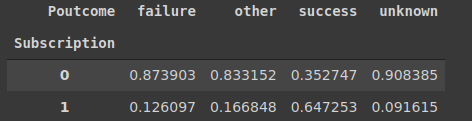 Poutcome failure other success unknown
Subscription
0 0.873903 0.833152 0.352747 0.908385
1 0.126097 0.166848 0.647253 0.091615